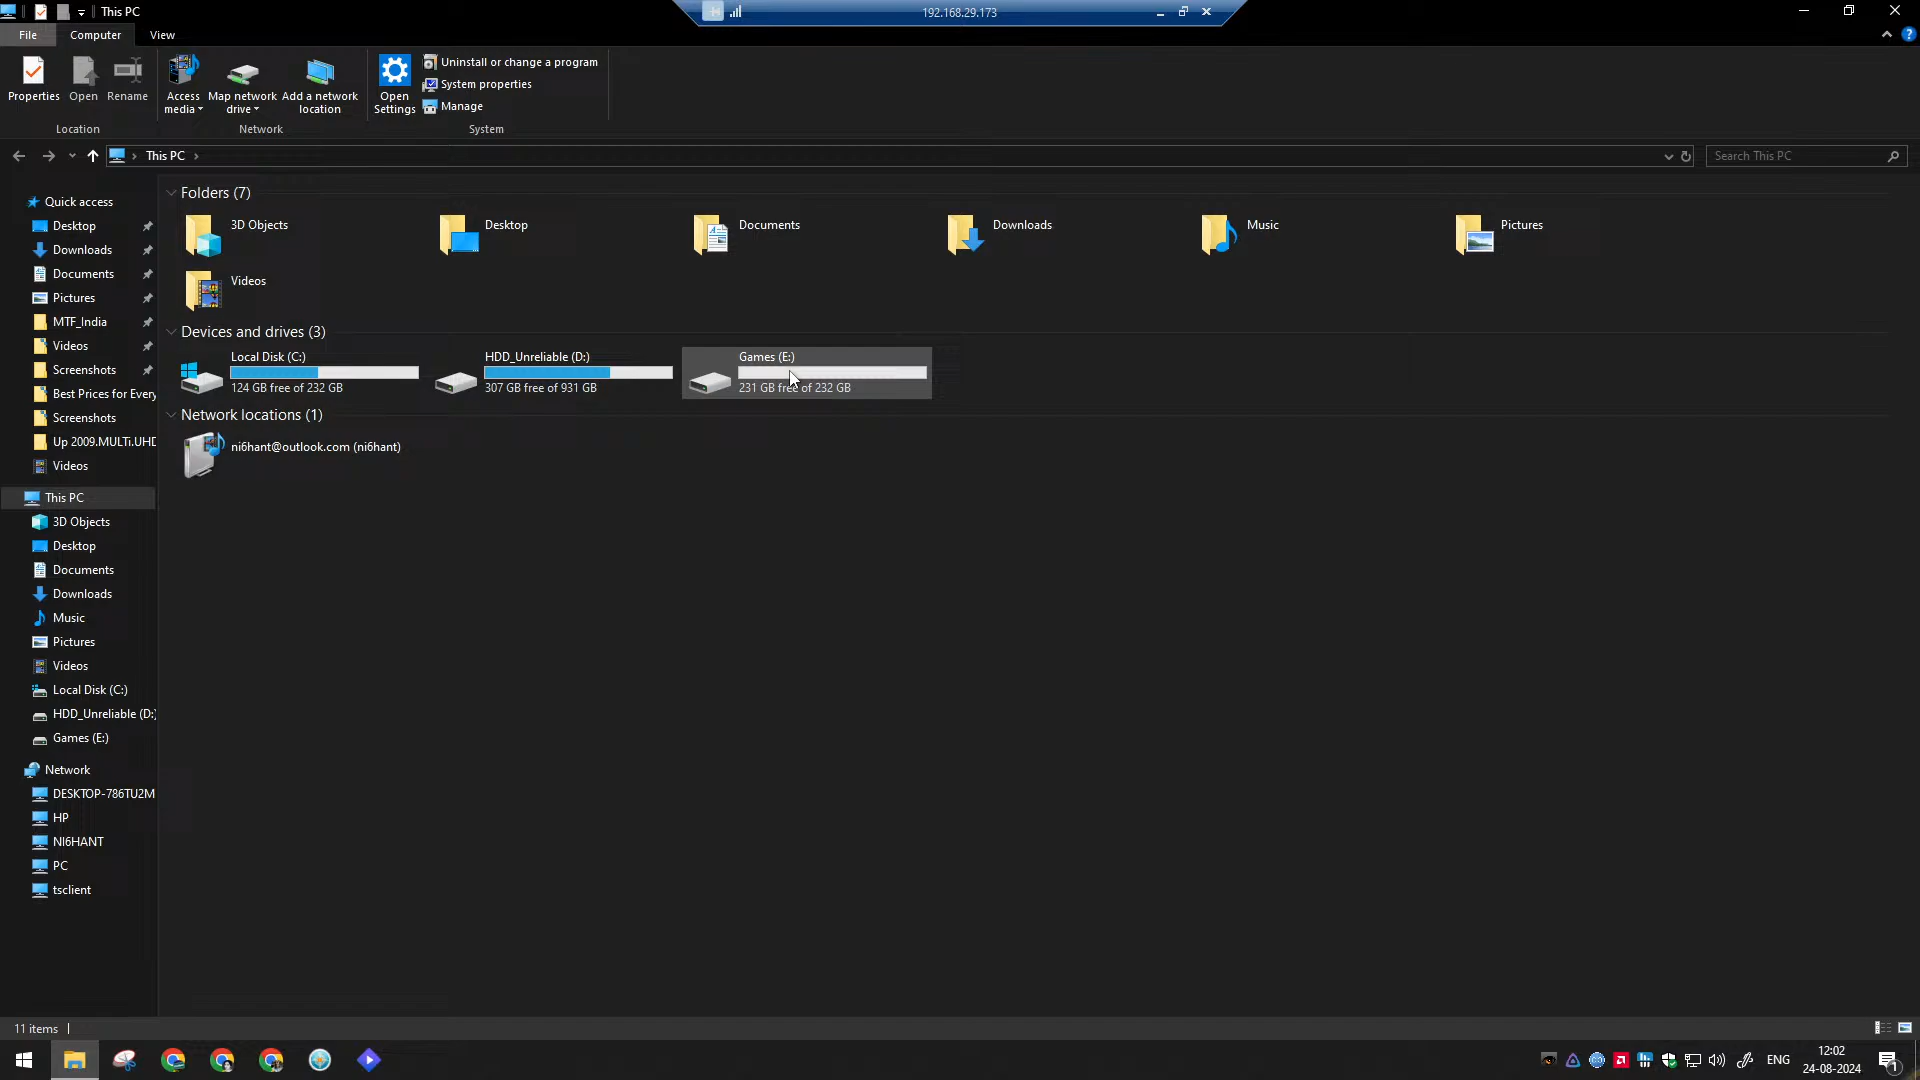 This PC
192.168.29.173
File
Computer
View
Properties
Open
Rename
Access media
Map network drive
Add a network location
Open Settings
Uninstall or change a program
System properties
Manage
Location
Network
System
This PC
Search This PC
Quick access
Desktop
Downloads
Documents
Pictures
MTF_India
Videos
Screenshots
Best Prices for Every
Screenshots
Up 2009.MULTi.UHD
Videos
This PC
3D Objects
Desktop
Documents
Downloads
Music
Pictures
Videos
Local Disk (C:)
HDD_Unreliable (D:)
Games (E:)
Network
DESKTOP-786TU2M
HP
NI6HANT
PC
tsclient
Folders (7)
3D Objects
Desktop
Documents
Downloads
Music
Pictures
Videos
Devices and drives (3)
Local Disk (C:)
124 GB free of 232 GB
HDD_Unreliable (D:)
307 GB free of 931 GB
Games (E:)
231 GB free of 232 GB
Network locations (1)
ni6hant@outlook.com (ni6hant)
11 items
ENG
12:02
24-08-2024
1